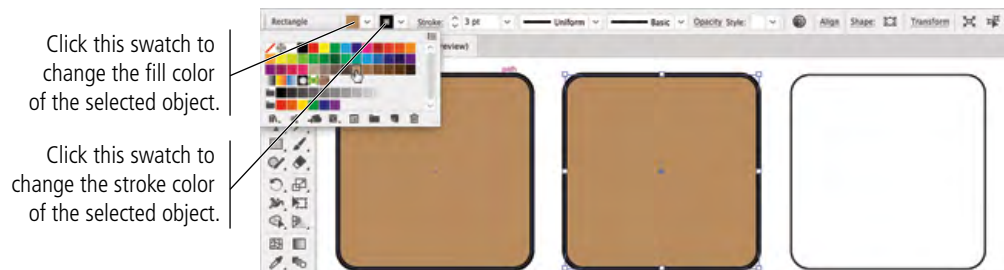 Click this swatch to
change the fill color
of the selected object.
Click this swatch to
change the stroke color
of the selected object.
Rectangle Stroke: 3 pt Uniform Basic Opacity Style: Align Shape: Transform
review)
path